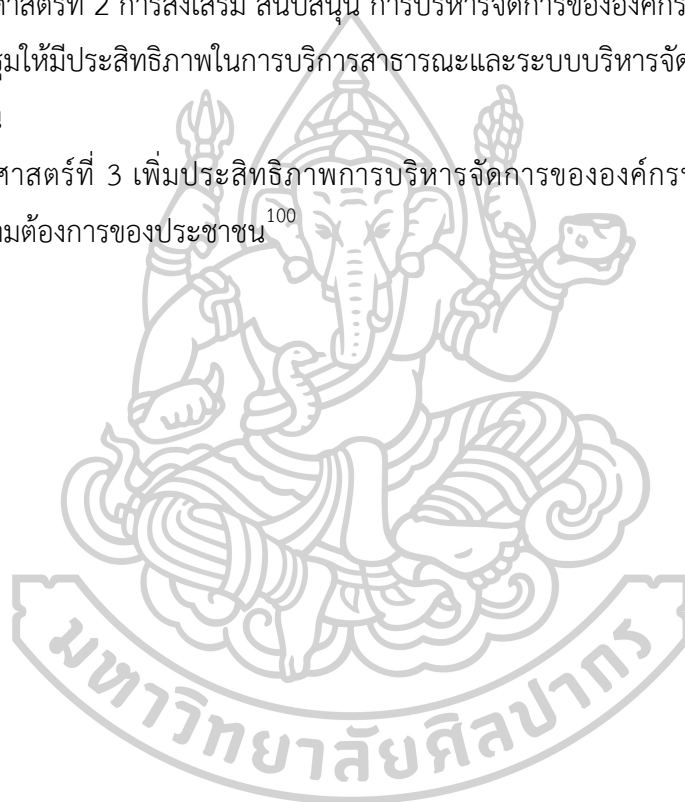 าสตร์ที่ 2 การส่งเสริม สนับสนุน การบริหารจัดการขององค์กร
ุมให้มีประสิทธิภาพในการบริการสาธารณะและระบบบริหารจัด
ศาสตร์ที่ 3 เพิ่มประสิทธิภาพการบริหารจัดการขององค์กร
ามต้องการของประชาชน100
มหาวิทยาลัยศิลปากร